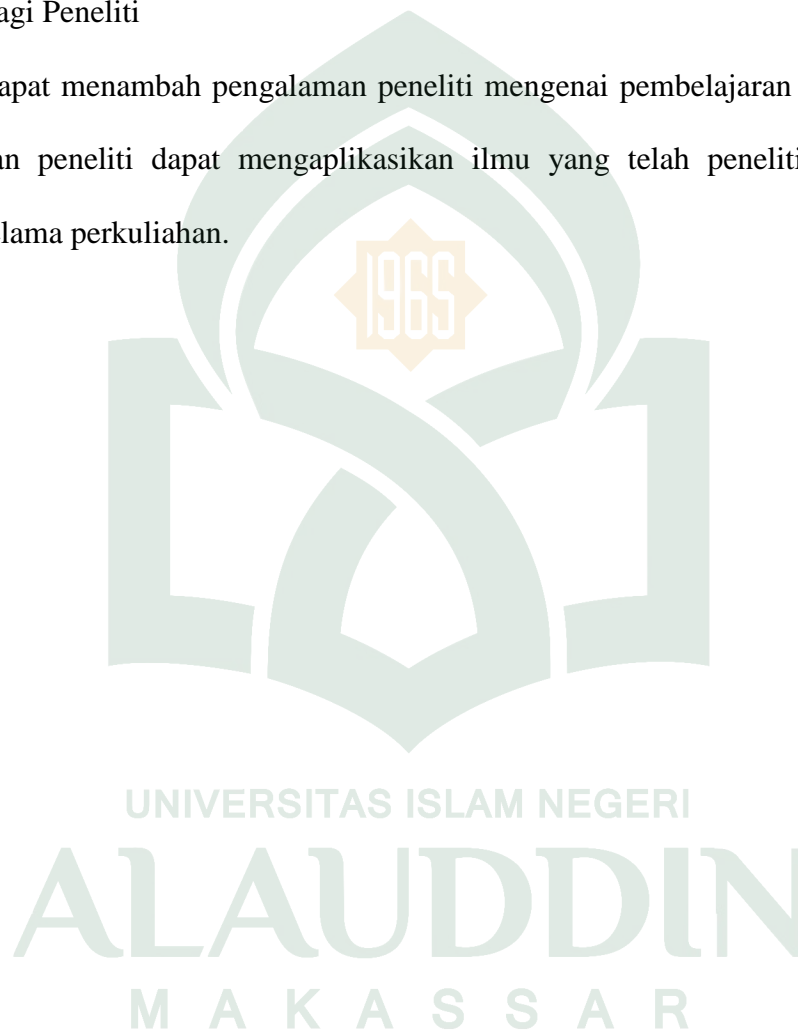 agi Peneliti
apat menambah pengalaman peneliti mengenai pembelajaran
an peneliti dapat mengaplikasikan ilmu yang telah peneliti
lama perkuliahan.
1965
UNIVERSITAS ISLAM NEGERI
ALAUDDIN
MAKASSAR